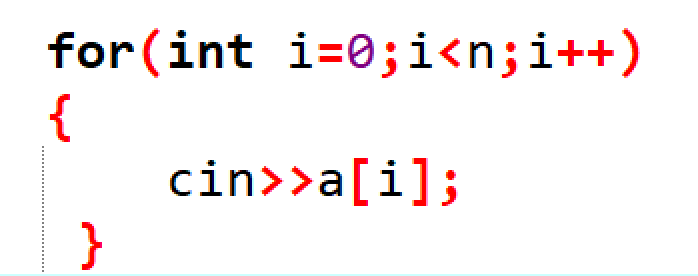 for(int i=0;i<n;i++)
{
cin>>a[i];
}